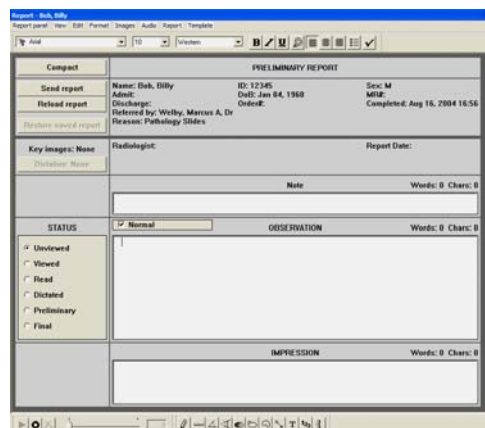 Report - Bob, Billy
Report panel View Edit Format Images Audio Report Template
Arial 10 Western B I U
Compact
PRELIMINARY REPORT
Send report
Reload report
Restore saved report
Name: Bob, Billy ID: 12345 Sex: M
Admit: DoB: Jan 04, 1960 MR#:
Discharge: Order#: Completed: Aug 16, 2004 16:56
Referred by: Welby, Marcus A, Dr
Reason: Pathology Slides
Key images: None
Dictation: None
Radiologist: Report Date:
Note Words: 0 Chars: 0
STATUS
Normal OBSERVATION Words: 0 Chars: 0
Unviewed
Viewed
Read
Dictated
Preliminary
Final
IMPRESSION Words: 0 Chars: 0
T